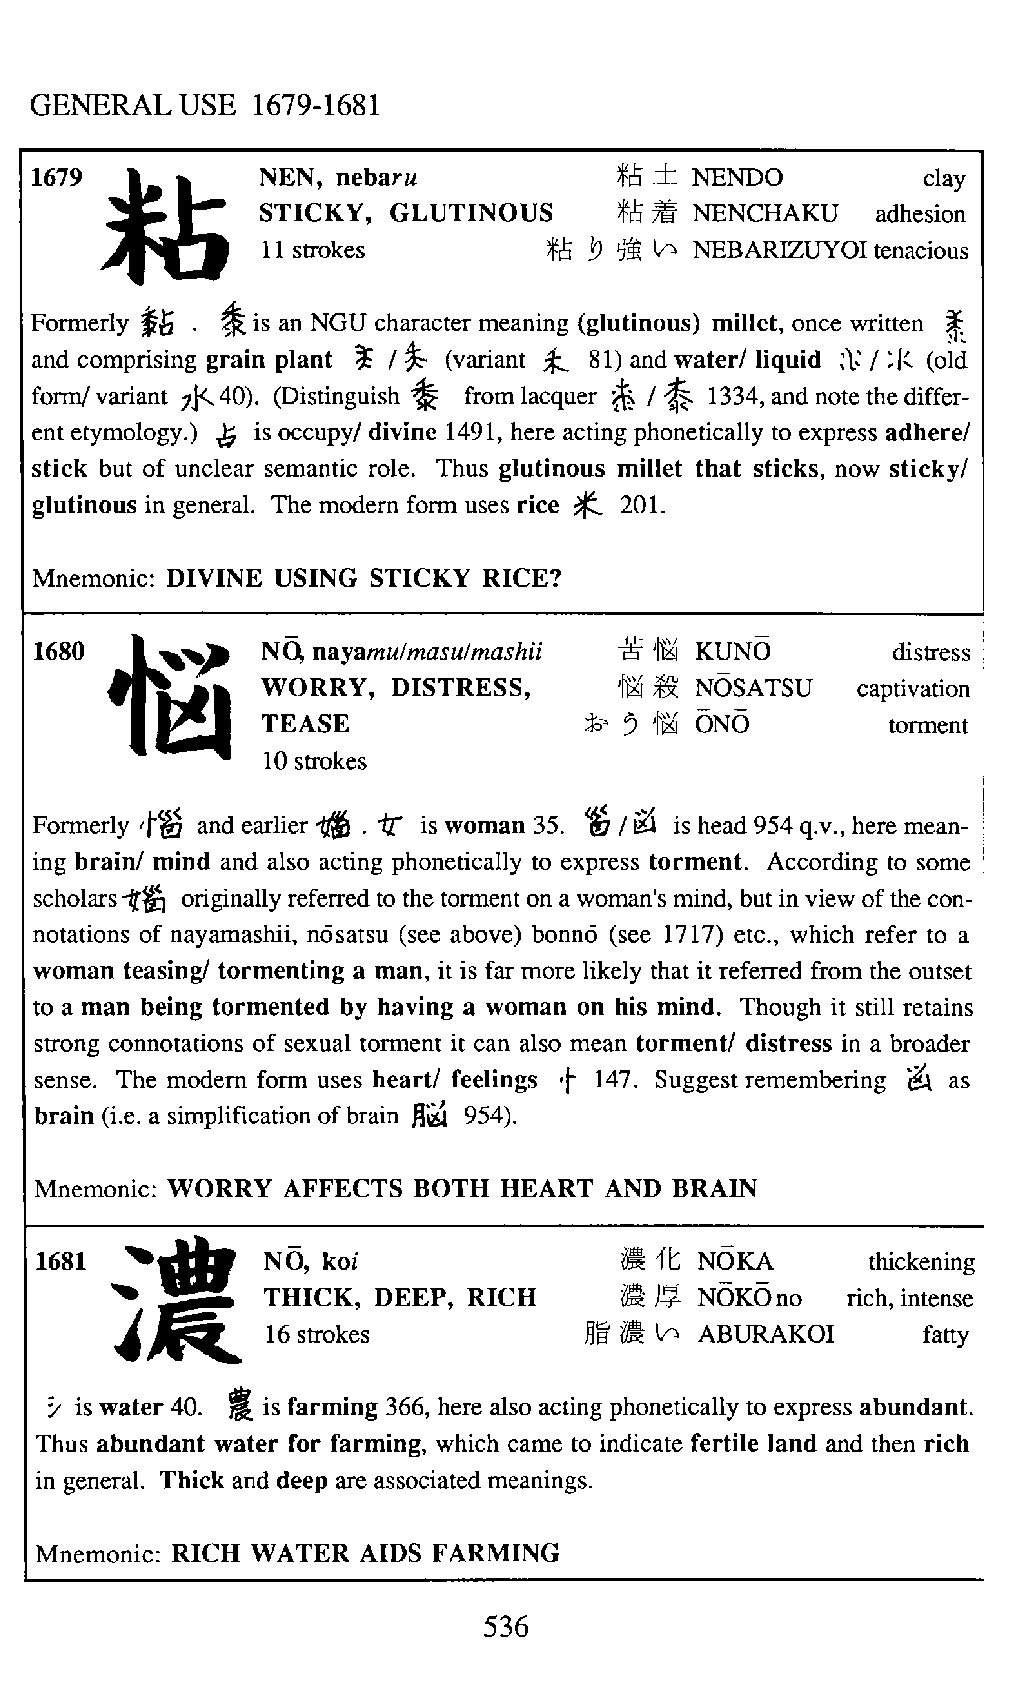 GENERAL USE 1679-1681
1679 粘 NEN, nebaru 粘土 NENDO clay
STICKY, GLUTINOUS 粘着 NENCHAKU adhesion
11 strokes 粘り強い NEBARIZUYOI tenacious
Formerly 黏 . 黍 is an NGU character meaning (glutinous) millet, once written
and comprising grain plant / (variant 81) and water/ liquid / (old
form/ variant 水 40). (Distinguish 黍 from lacquer / 1334, and note the differ-
ent etymology.) 占 is occupy/ divine 1491, here acting phonetically to express adhere/
stick but of unclear semantic role. Thus glutinous millet that sticks, now sticky/
glutinous in general. The modern form uses rice 米 201.
Mnemonic: DIVINE USING STICKY RICE?
1680 悩 NŌ, nayamu/masu/mashii 苦悩 KUNŌ distress
WORRY, DISTRESS, 悩殺 NŌSATSU captivation
TEASE おう悩 ŌNŌ torment
10 strokes
Formerly 惱 and earlier . 女 is woman 35. / is head 954 q.v., here mean-
ing brain/ mind and also acting phonetically to express torment. According to some
scholars originally referred to the torment on a woman's mind, but in view of the con-
notations of nayamashii, nōsatsu (see above) bonnō (see 1717) etc., which refer to a
woman teasing/ tormenting a man, it is far more likely that it referred from the outset
to a man being tormented by having a woman on his mind. Though it still retains
strong connotations of sexual torment it can also mean torment/ distress in a broader
sense. The modern form uses heart/ feelings 忄 147. Suggest remembering as
brain (i.e. a simplification of brain 脳 954).
Mnemonic: WORRY AFFECTS BOTH HEART AND BRAIN
1681 濃 NŌ, koi 濃化 NŌKA thickening
THICK, DEEP, RICH 濃厚 NŌKŌ no rich, intense
16 strokes 脂濃い ABURAKOI fatty
氵 is water 40. 農 is farming 366, here also acting phonetically to express abundant.
Thus abundant water for farming, which came to indicate fertile land and then rich
in general. Thick and deep are associated meanings.
Mnemonic: RICH WATER AIDS FARMING
536